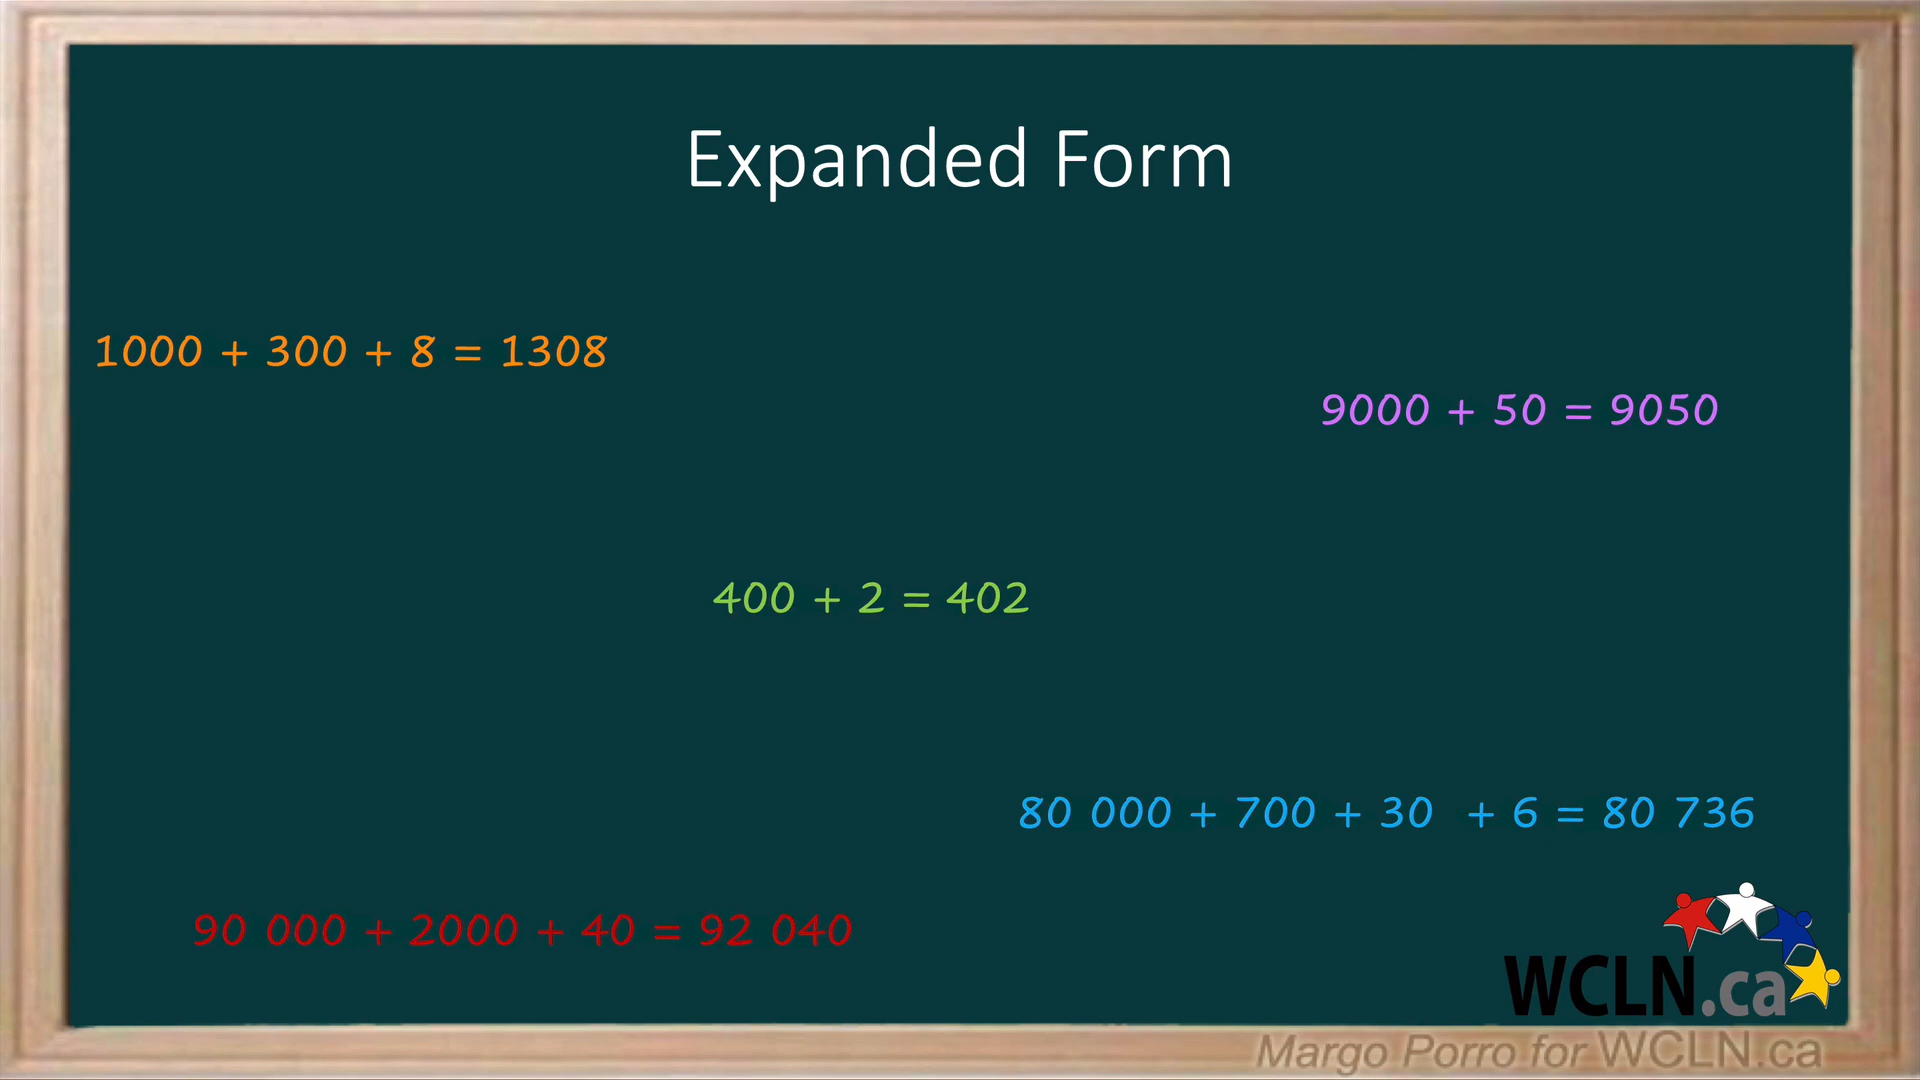 Expanded Form
1000 + 300 + 8 = 1308
9000 + 50 = 9050
400 + 2 = 402
80 000 + 700 + 30 + 6 = 80 736
90 000 + 2000 + 40 = 92 040
WCLN.ca
Margo Porro for WCLN.ca